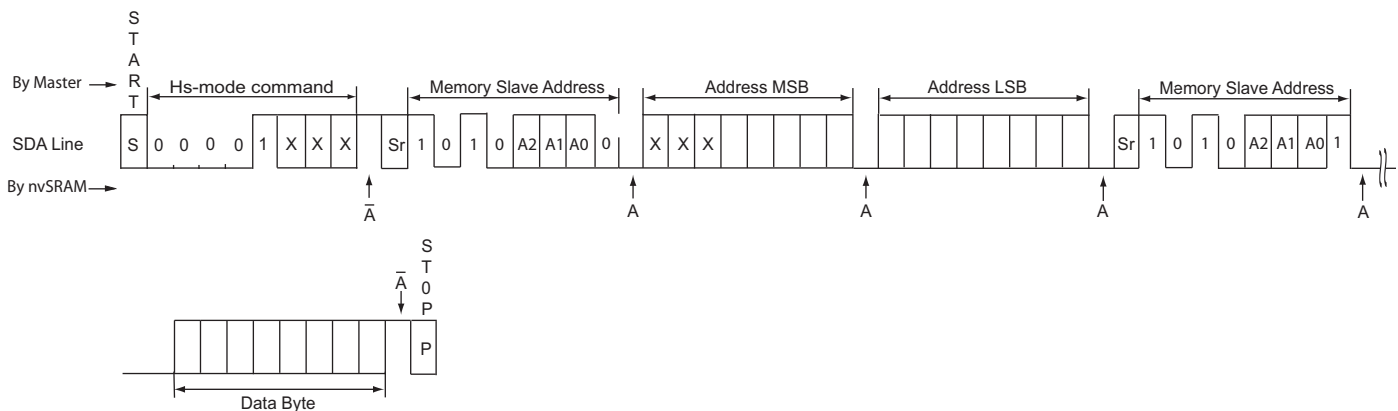 START
By Master
Hs-mode command
Memory Slave Address
Address MSB
Address LSB
Memory Slave Address
SDA Line
S 0 0 0 0 1 X X X Sr 1 0 1 0 A2 A1 A0 0 X X X Sr 1 0 1 0 A2 A1 A0 1
By nvSRAM
A̅ A A A A
A̅
ST0P
P
Data Byte